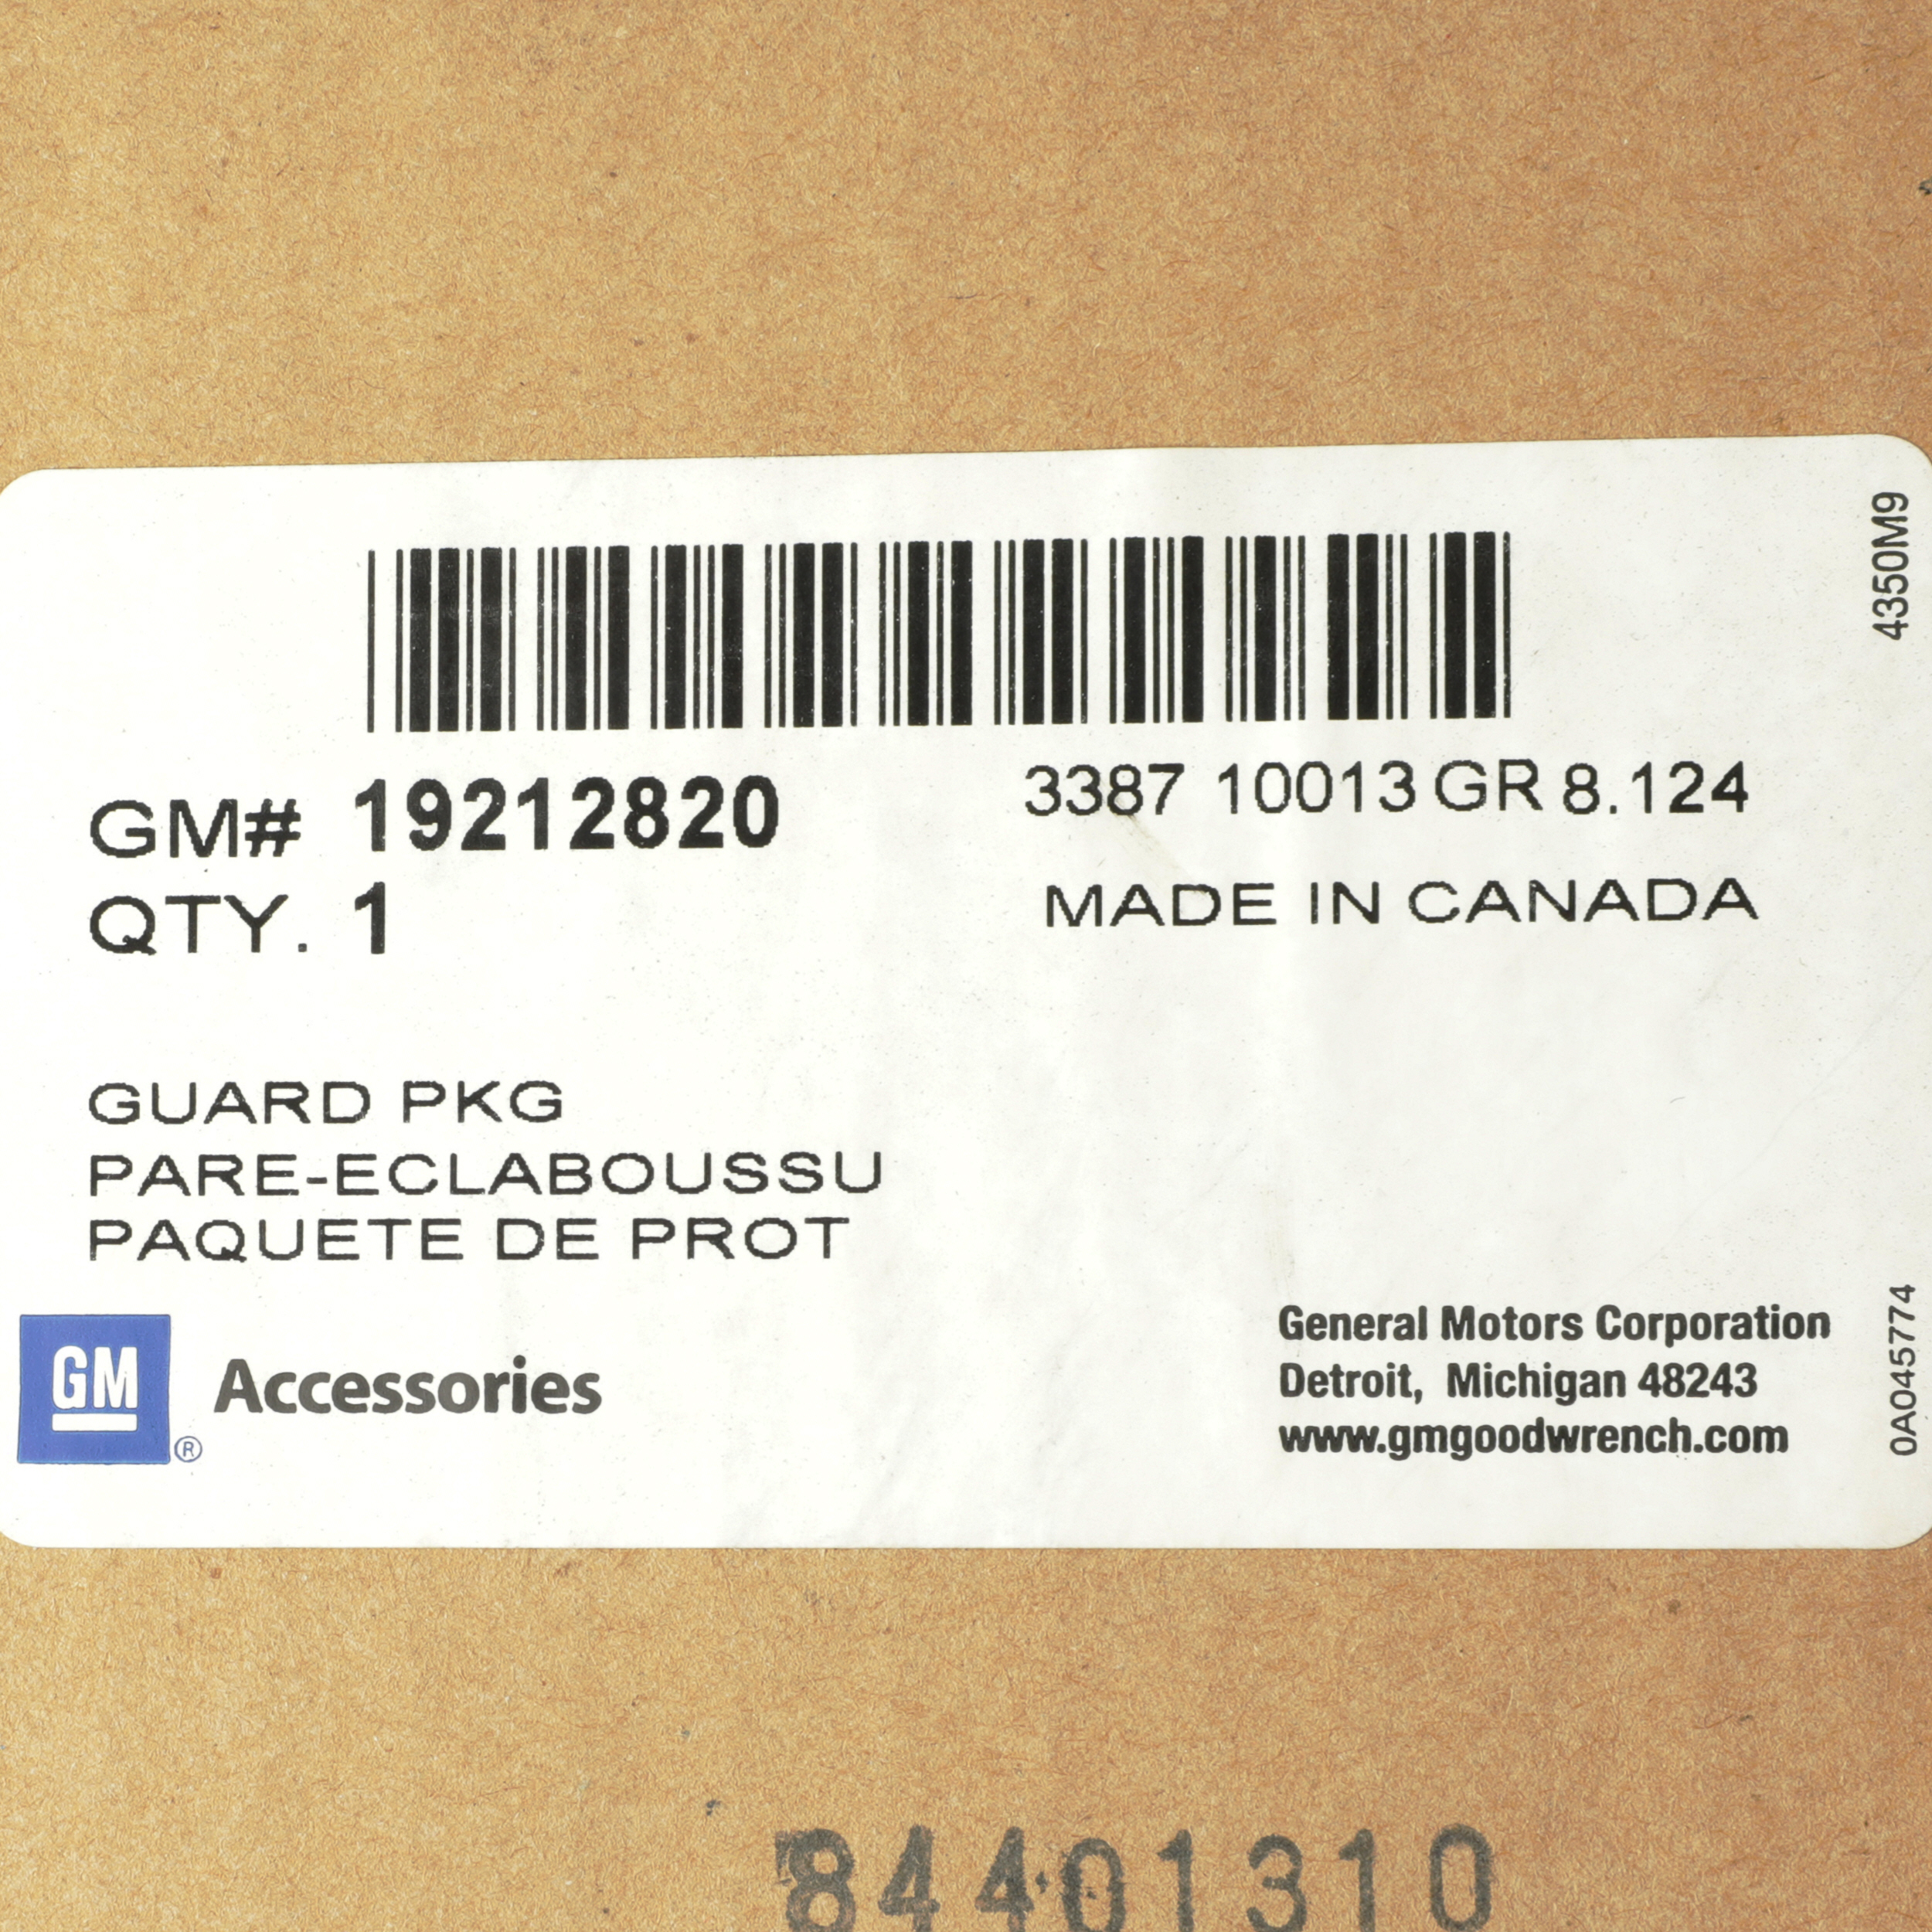 4350M9
GM# 19212820
3387 10013 GR 8.124
QTY. 1
MADE IN CANADA
GUARD PKG
PARE-ECLABOUSSU
PAQUETE DE PROT
GM® Accessories
General Motors Corporation
Detroit, Michigan 48243
www.gmgoodwrench.com
0A045774
84401310